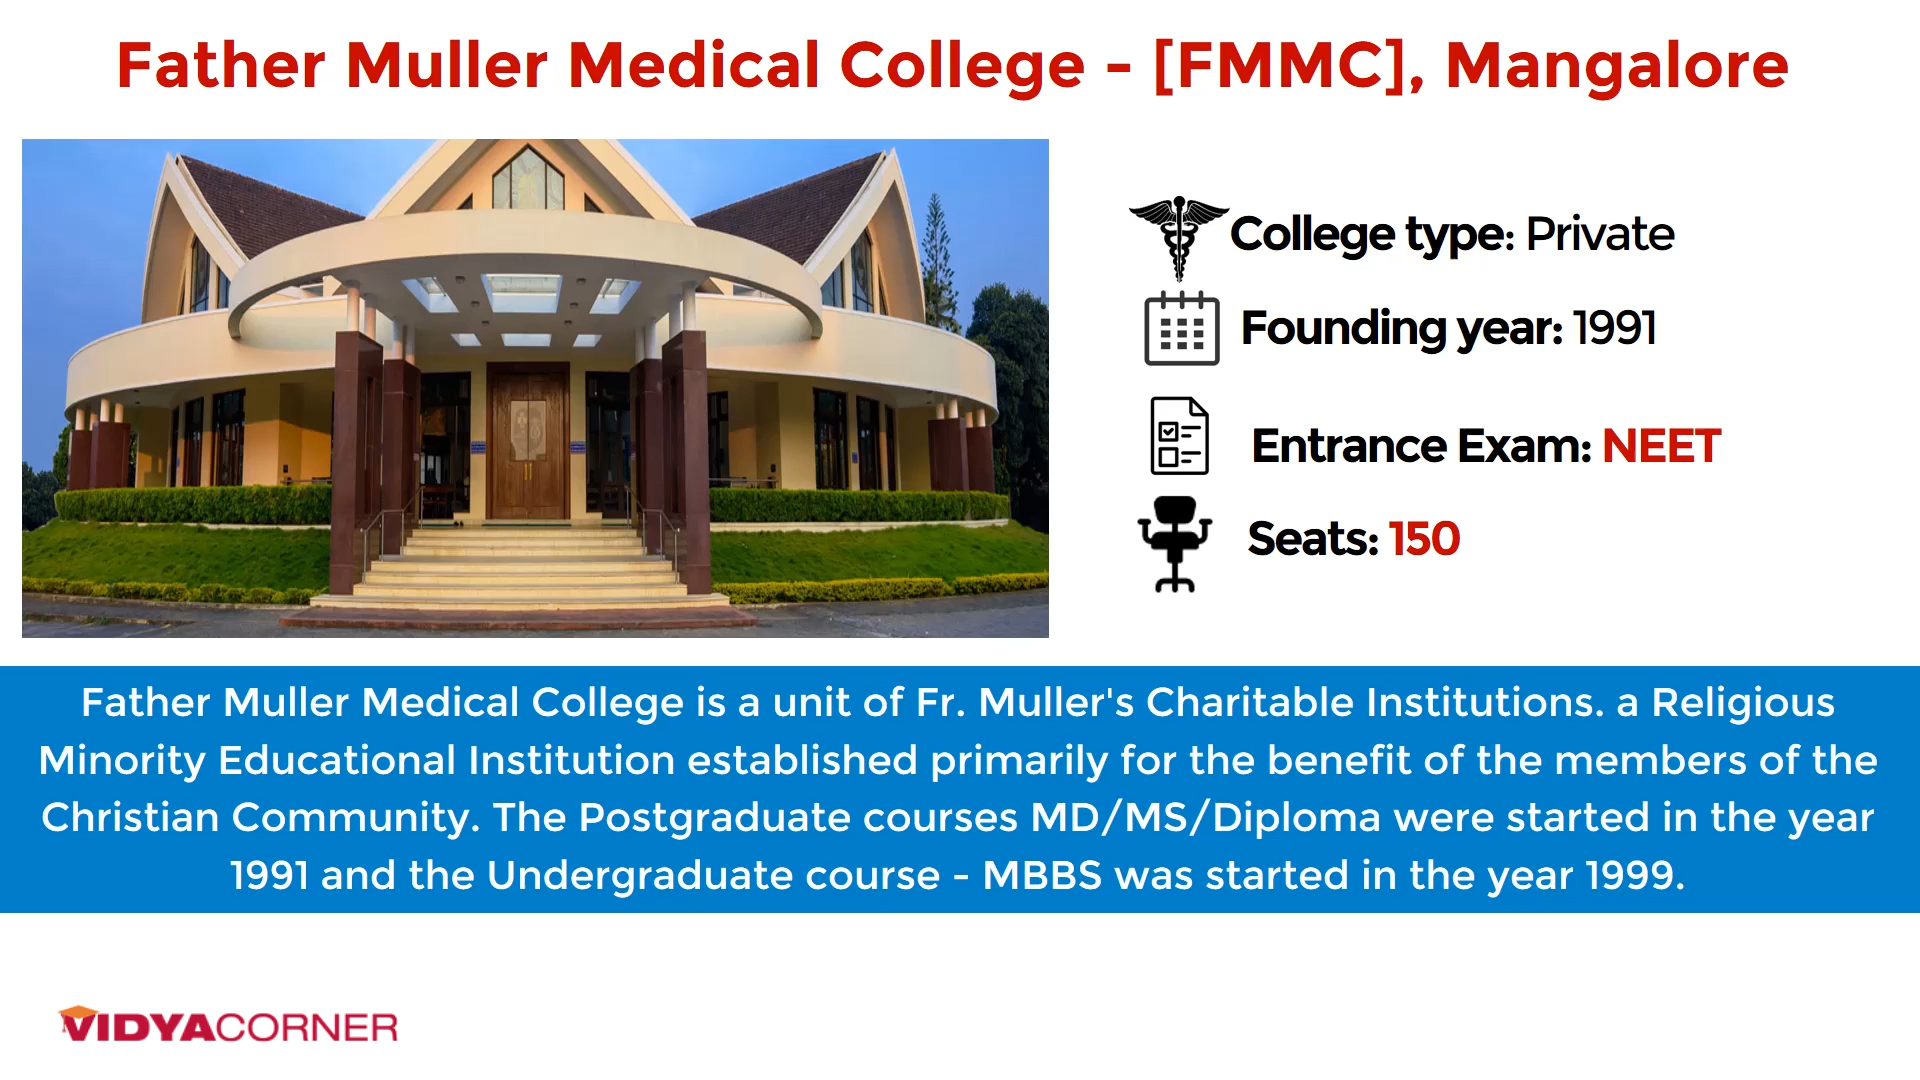 Father Muller Medical College - [FMMC], Mangalore
College type: Private
Founding year: 1991
Entrance Exam: NEET
Seats: 150
Father Muller Medical College is a unit of Fr. Muller's Charitable Institutions. a Religious
Minority Educational Institution established primarily for the benefit of the members of the
Christian Community. The Postgraduate courses MD/MS/Diploma were started in the year
1991 and the Undergraduate course - MBBS was started in the year 1999.
VIDYACORNER